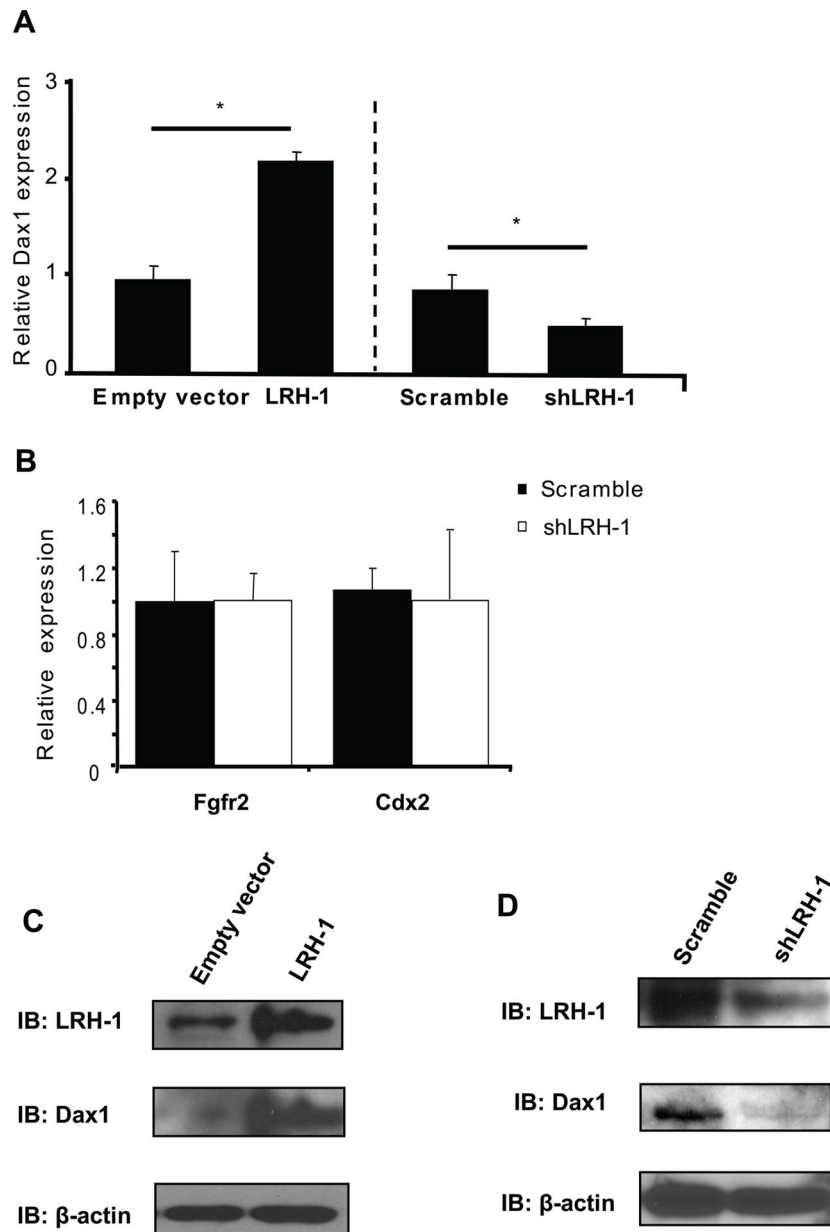 A
Relative Dax1 expression
3
2
1
0
*
*
Empty vector
LRH-1
Scramble
shLRH-1
B
Relative expression
1.6
1.2
0.8
0.4
0
Scramble
shLRH-1
Fgfr2
Cdx2
C
Empty vector
LRH-1
IB: LRH-1
IB: Dax1
IB: β-actin
D
Scramble
shLRH-1
IB: LRH-1
IB: Dax1
IB: β-actin